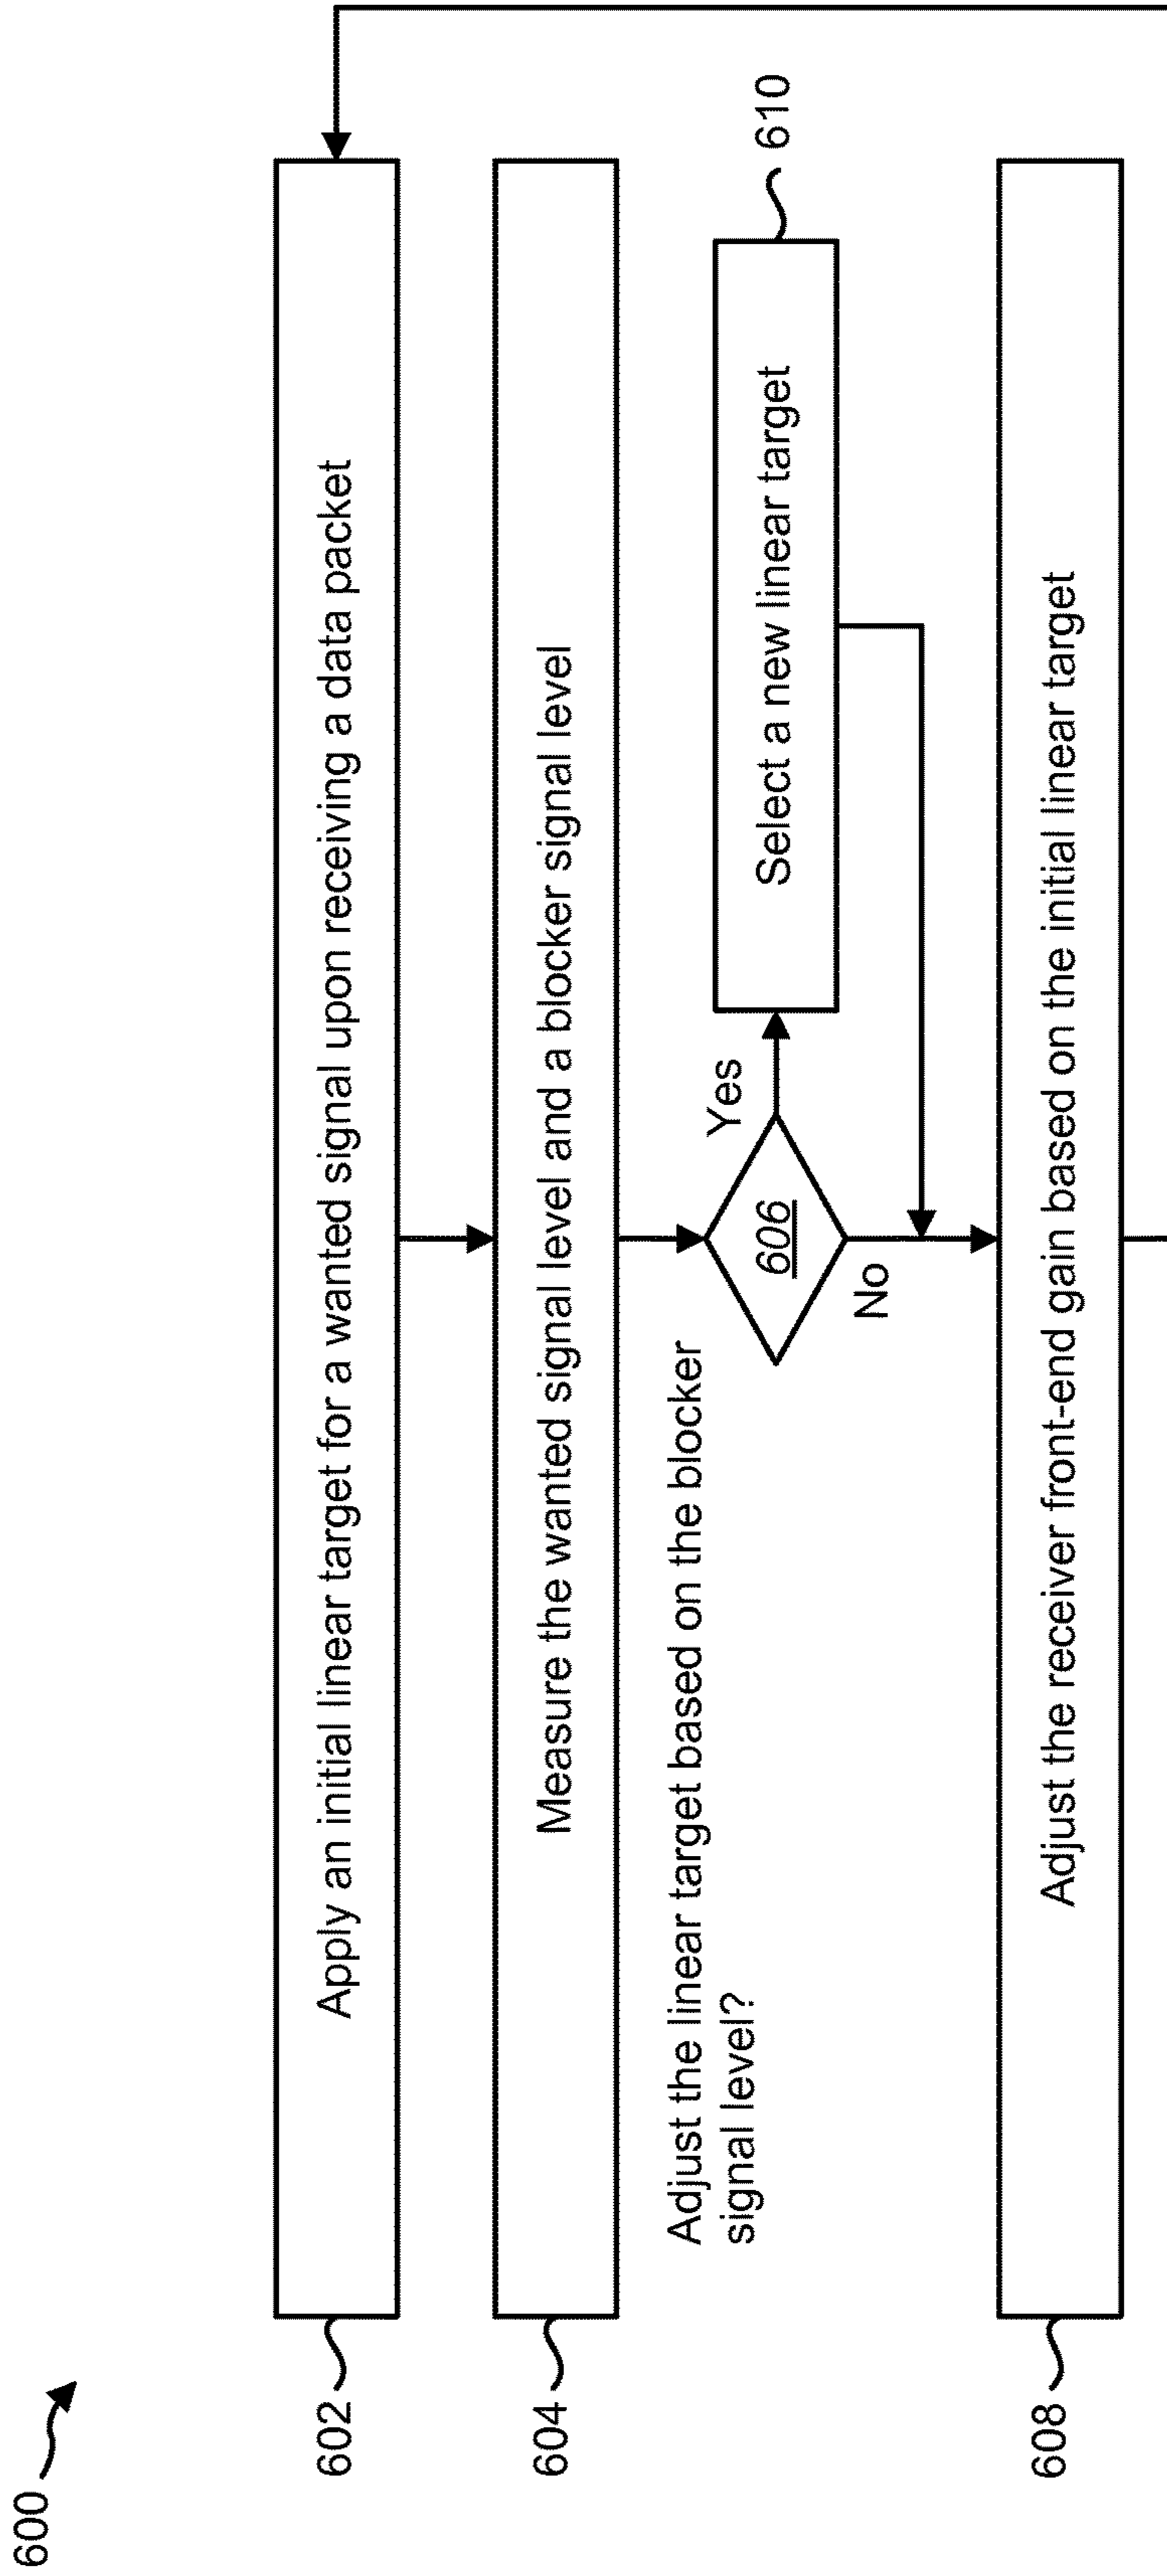 600
602
Apply an initial linear target for a wanted signal upon receiving a data packet
604
Measure the wanted signal level and a blocker signal level
Adjust the linear target based on the blocker
signal level?
606
Yes
No
Select a new linear target
610
608
Adjust the receiver front-end gain based on the initial linear target